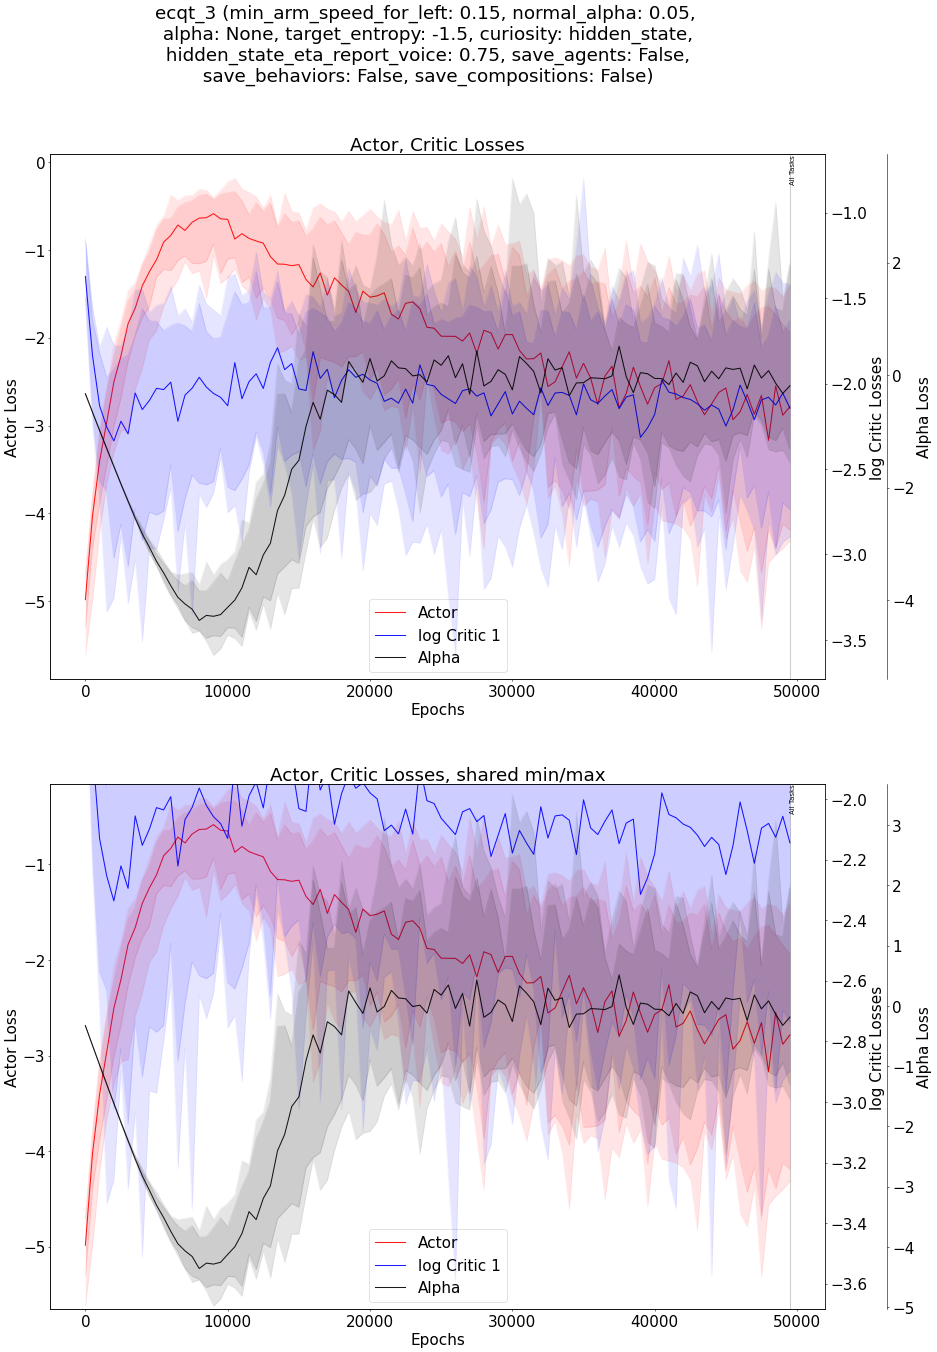 ecqt_3 (min_arm_speed_for_left: 0.15, normal_alpha: 0.05,
alpha: None, target_entropy: -1.5, curiosity: hidden_state,
hidden_state_eta_report_voice: 0.75, save_agents: False,
save_behaviors: False, save_compositions: False)
Actor, Critic Losses
All Tasks
0
−1
−2
−3
−4
−5
Actor Loss
−1.0
−1.5
−2.0
−2.5
−3.0
−3.5
log Critic Losses
2
0
−2
−4
Alpha Loss
Actor
log Critic 1
Alpha
0 10000 20000 30000 40000 50000
Epochs
Actor, Critic Losses, shared min/max
All Tasks
−1
−2
−3
−4
−5
Actor Loss
−2.0
−2.2
−2.4
−2.6
−2.8
−3.0
−3.2
−3.4
−3.6
log Critic Losses
3
2
1
0
−1
−2
−3
−4
−5
Alpha Loss
Actor
log Critic 1
Alpha
0 10000 20000 30000 40000 50000
Epochs